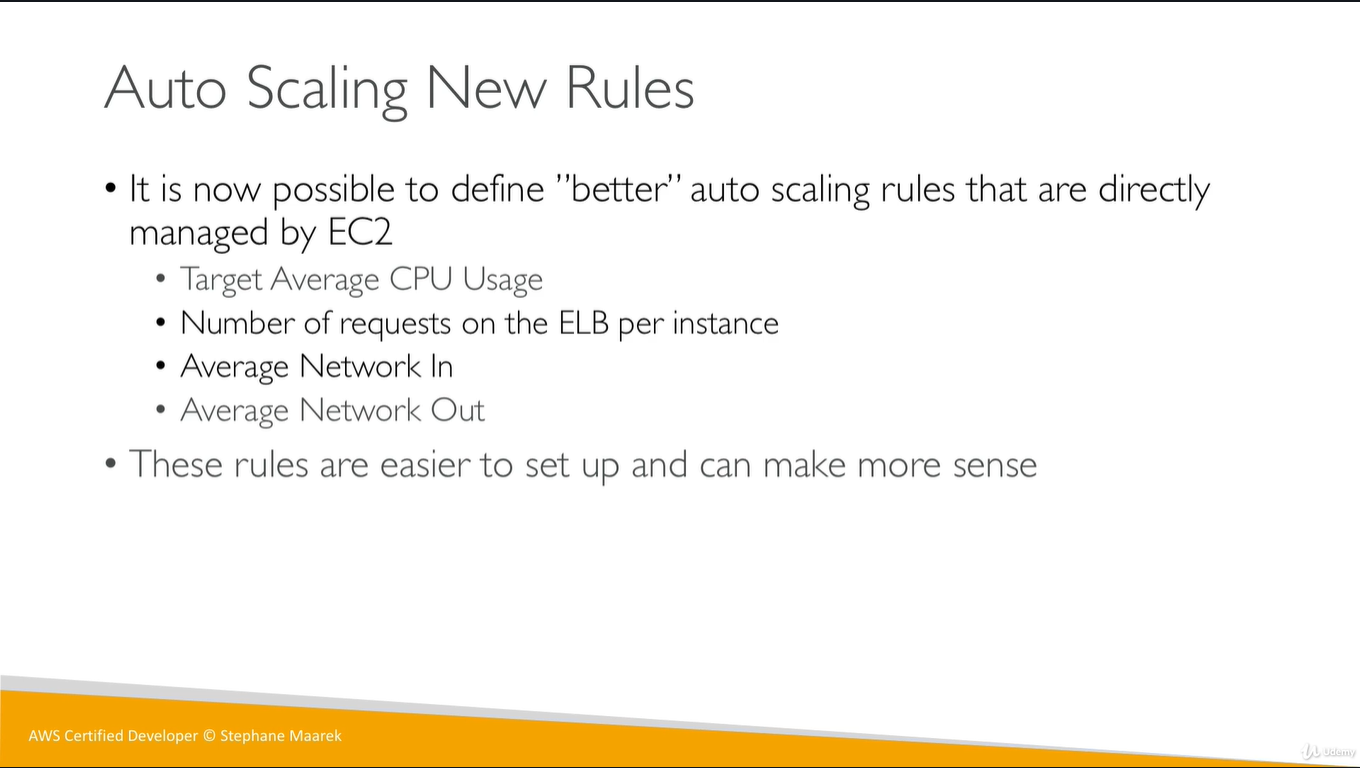 Auto Scaling New Rules
• It is now possible to define ”better” auto scaling rules that are directly
managed by EC2
• Target Average CPU Usage
• Number of requests on the ELB per instance
• Average Network In
• Average Network Out
• These rules are easier to set up and can make more sense
AWS Certified Developer © Stephane Maarek
Udemy